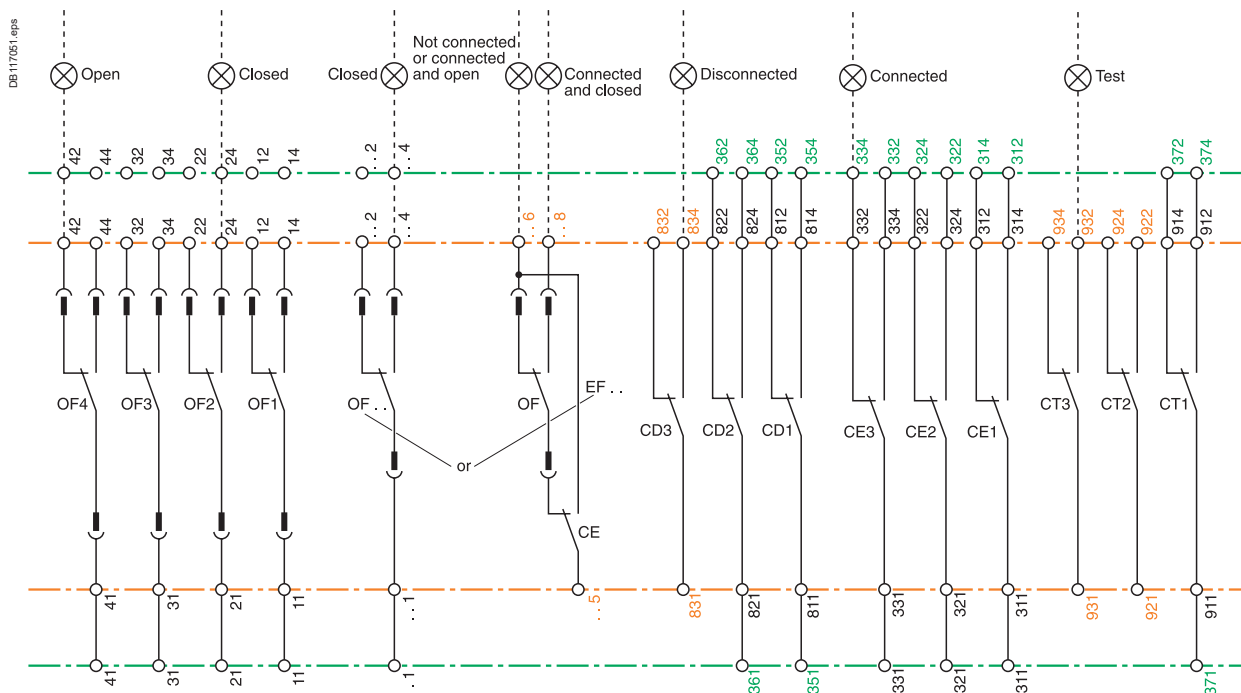 DB117051.eps
Open
Closed
Closed
Not connected
or connected
and open
Connected
and closed
Disconnected
Connected
Test
42 44 32 34 22 24 12 14 . . 2 . . 4 362 364 352 354 334 332 324 322 314 312 372 374
42 44 32 34 22 24 12 14 . . 2 . . 4 . . 6 . . 8 832 834 822 824 812 814 332 334 322 324 312 314 934 932 924 922 914 912
EF . .
OF4 OF3 OF2 OF1 OF . . OF CD3 CD2 CD1 CE3 CE2 CE1 CT3 CT2 CT1
or
CE
41 31 21 11 . . 1 . . 5 831 821 811 331 321 311 931 921 911
41 31 21 11 . . 1 361 351 331 321 311 371